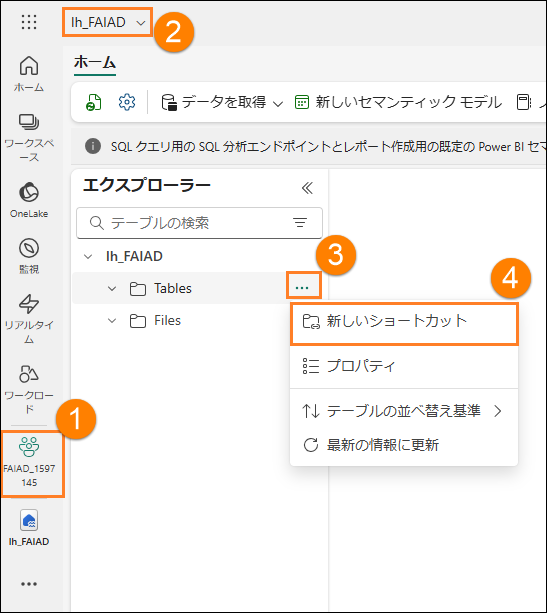 lh_FAIAD
2
ホーム
ホーム
データを取得
新しいセマンティック モデル
ワークスペ
ース
SQL クエリ用の SQL 分析エンドポイントとレポート作成用の既定の Power BI セマ
エクスプローラー
OneLake
テーブルの検索
監視
lh_FAIAD
3
Tables
...
4
Files
新しいショートカット
リアルタイ
ム
プロパティ
ワークロー
ド
テーブルの並べ替え基準
1
最新の情報に更新
FAIAD_1597
145
lh_FAIAD
...